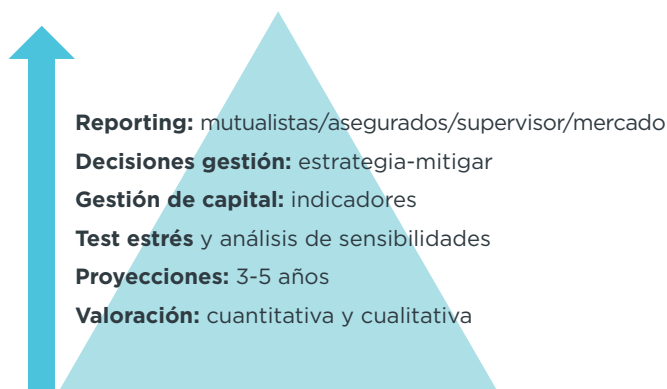 Reporting: mutualistas/asegurados/supervisor/mercado
Decisiones gestión: estrategia-mitigar
Gestión de capital: indicadores
Test estrés y análisis de sensibilidades
Proyecciones: 3-5 años
Valoración: cuantitativa y cualitativa